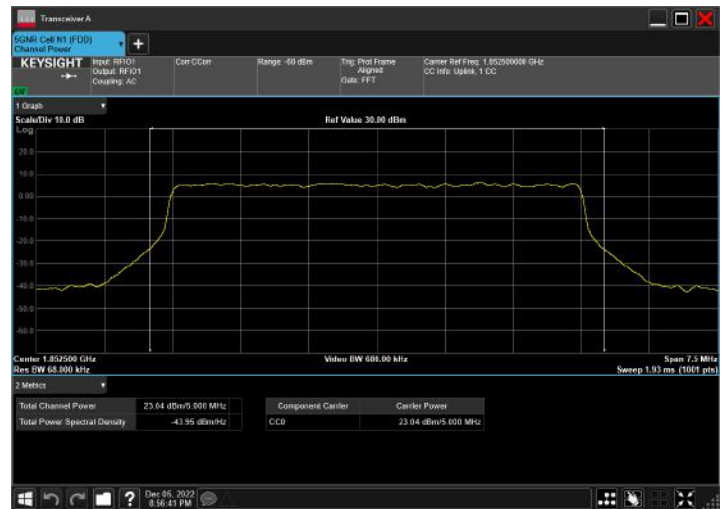 Transceiver A
5GNR Cell N1 (FDD)
Channel Power
+
KEYSIGHT
Input: RFIO1
Output: RFIO1
Coupling: AC
Corr CCorr
Range: -60 dBm
Trig: Prot Frame
Aligned
Gate: FFT
Carrier Ref Freq: 1.852500000 GHz
CC Info: Uplink, 1 CC
1 Graph
Scale/Div 10.0 dB
Ref Value 30.00 dBm
Log
20.0
10.0
0.00
-10.0
-20.0
-30.0
-40.0
-50.0
-60.0
Center 1.852500 GHz
Video BW 680.00 kHz
Span 7.5 MHz
Res BW 68.000 kHz
Sweep 1.93 ms (1001 pts)
2 Metrics
Total Channel Power
23.04 dBm/5.000 MHz
Total Power Spectral Density
-43.95 dBm/Hz
Component Carrier
Carrier Power
CC0
23.04 dBm/5.000 MHz
?
Dec 05, 2022
8:56:41 PM